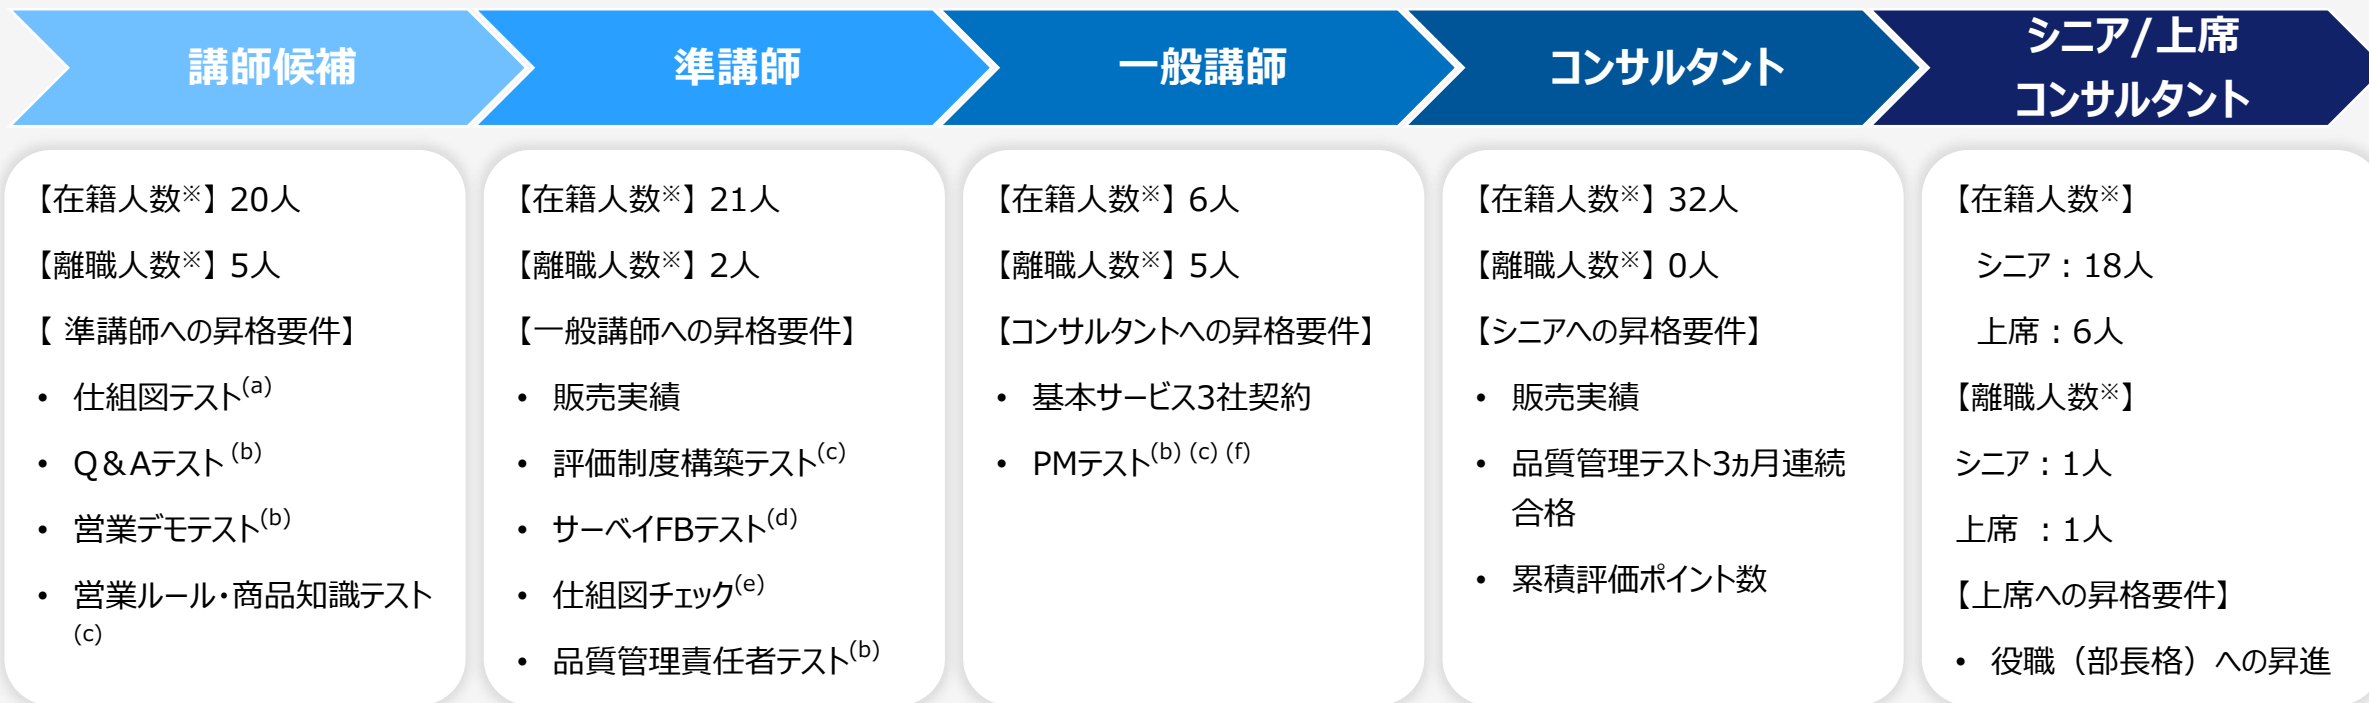 講師候補
準講師
一般講師
コンサルタント
シニア/上席
コンサルタント
【在籍人数※】20人
【離職人数※】5人
【 準講師への昇格要件】
• 仕組図テスト(a)
• Q&Aテスト(b)
• 営業デモテスト(b)
• 営業ルール・商品知識テスト
(c)
【在籍人数※】21人
【離職人数※】2人
【一般講師への昇格要件】
• 販売実績
• 評価制度構築テスト(c)
• サーベイFBテスト(d)
• 仕組図チェック(e)
• 品質管理責任者テスト(b)
【在籍人数※】6人
【離職人数※】5人
【コンサルタントへの昇格要件】
• 基本サービス3社契約
• PMテスト(b) (c) (f)
【在籍人数※】32人
【離職人数※】0人
【シニアへの昇格要件】
• 販売実績
• 品質管理テスト3ヵ月連続
合格
• 累積評価ポイント数
【在籍人数※】
シニア：18人
上席：6人
【離職人数※】
シニア：1人
上席 ：1人
【上席への昇格要件】
• 役職（部長格）への昇進